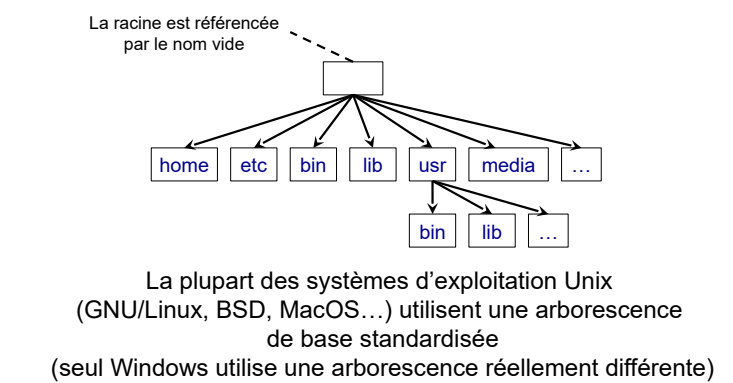 La racine est référencée
par le nom vide
home etc bin lib usr media …
bin lib …
La plupart des systèmes d’exploitation Unix
(GNU/Linux, BSD, MacOS…) utilisent une arborescence
de base standardisée
(seul Windows utilise une arborescence réellement différente)